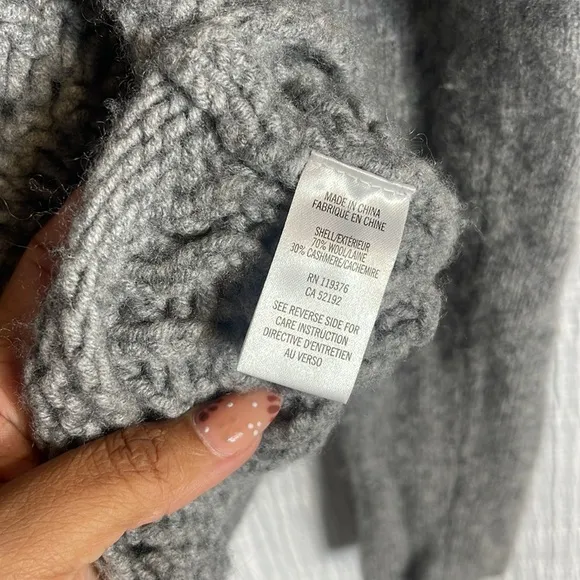 MADE IN CHINA
FABRIQUE EN CHINE
SHELL/EXTÉRIEUR
70% WOOL/LAINE
30% CASHMERE/CACHEMIRE
RN 119376
CA 52192
SEE REVERSE SIDE FOR
CARE INSTRUCTION
DIRECTIVE D'ENTRETIEN
AU VERSO